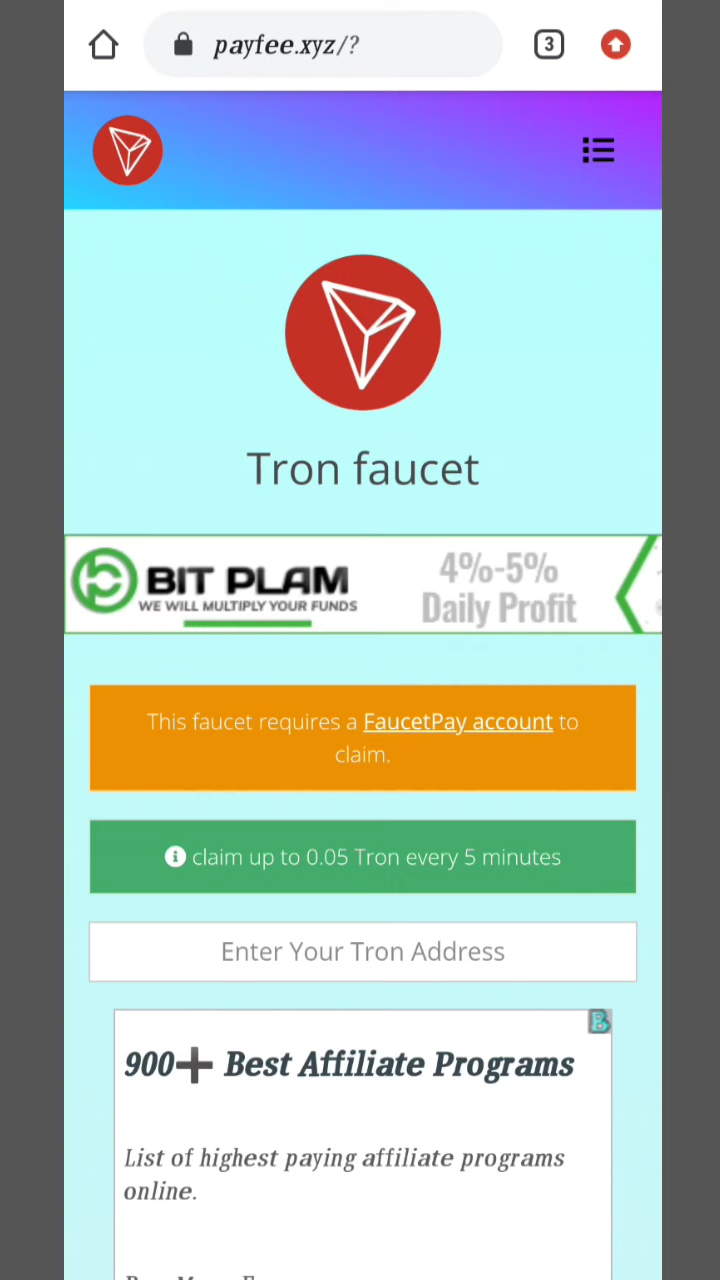 payfee.xyz/?
3
Tron faucet
BIT PLAM
WE WILL MULTIPLY YOUR FUNDS
4%-5%
Daily Profit
This faucet requires a FaucetPay account to
claim.
claim up to 0.05 Tron every 5 minutes
Enter Your Tron Address
B
900➕ Best Affiliate Programs
List of highest paying affiliate programs
online.